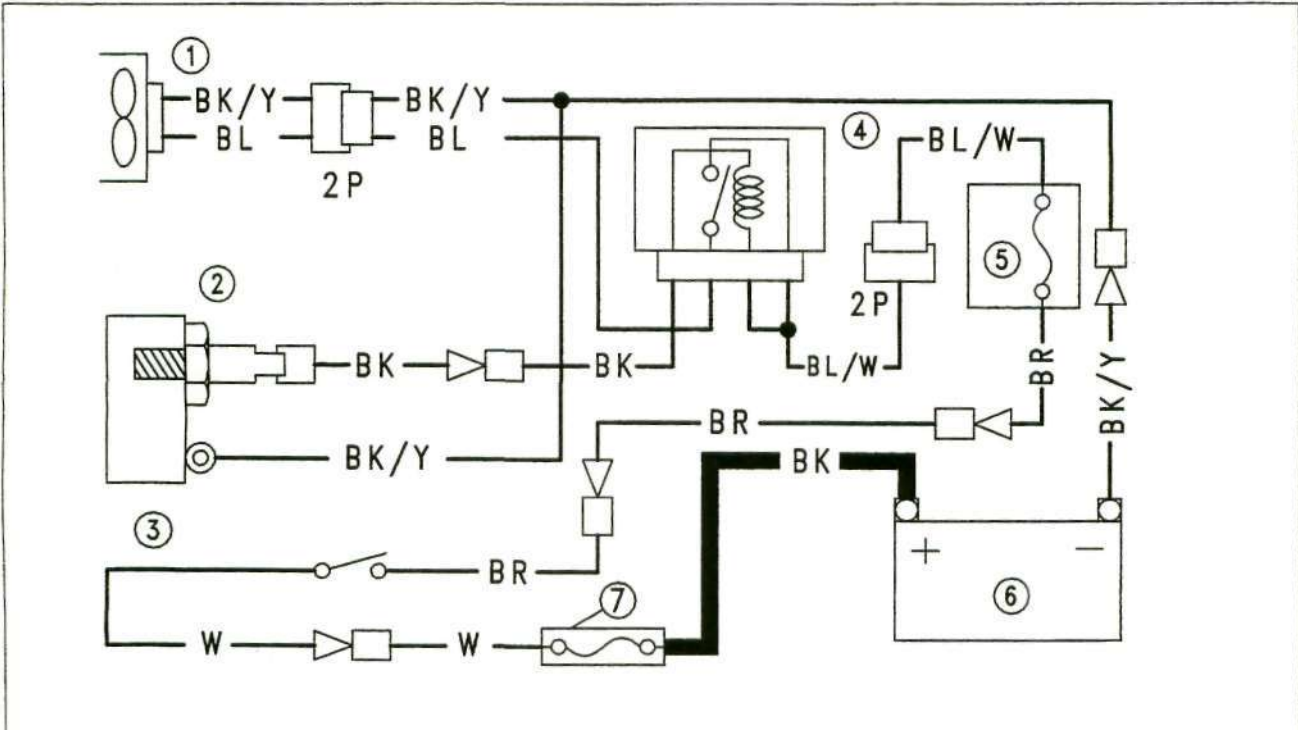 ①
BK/Y BK/Y
BL BL
2P
④
BL/W
⑤
②
2P
BK BK
BL/W
BR
BK/Y
BR
BK/Y
BK
③
+ −
BR
⑥
⑦
W W